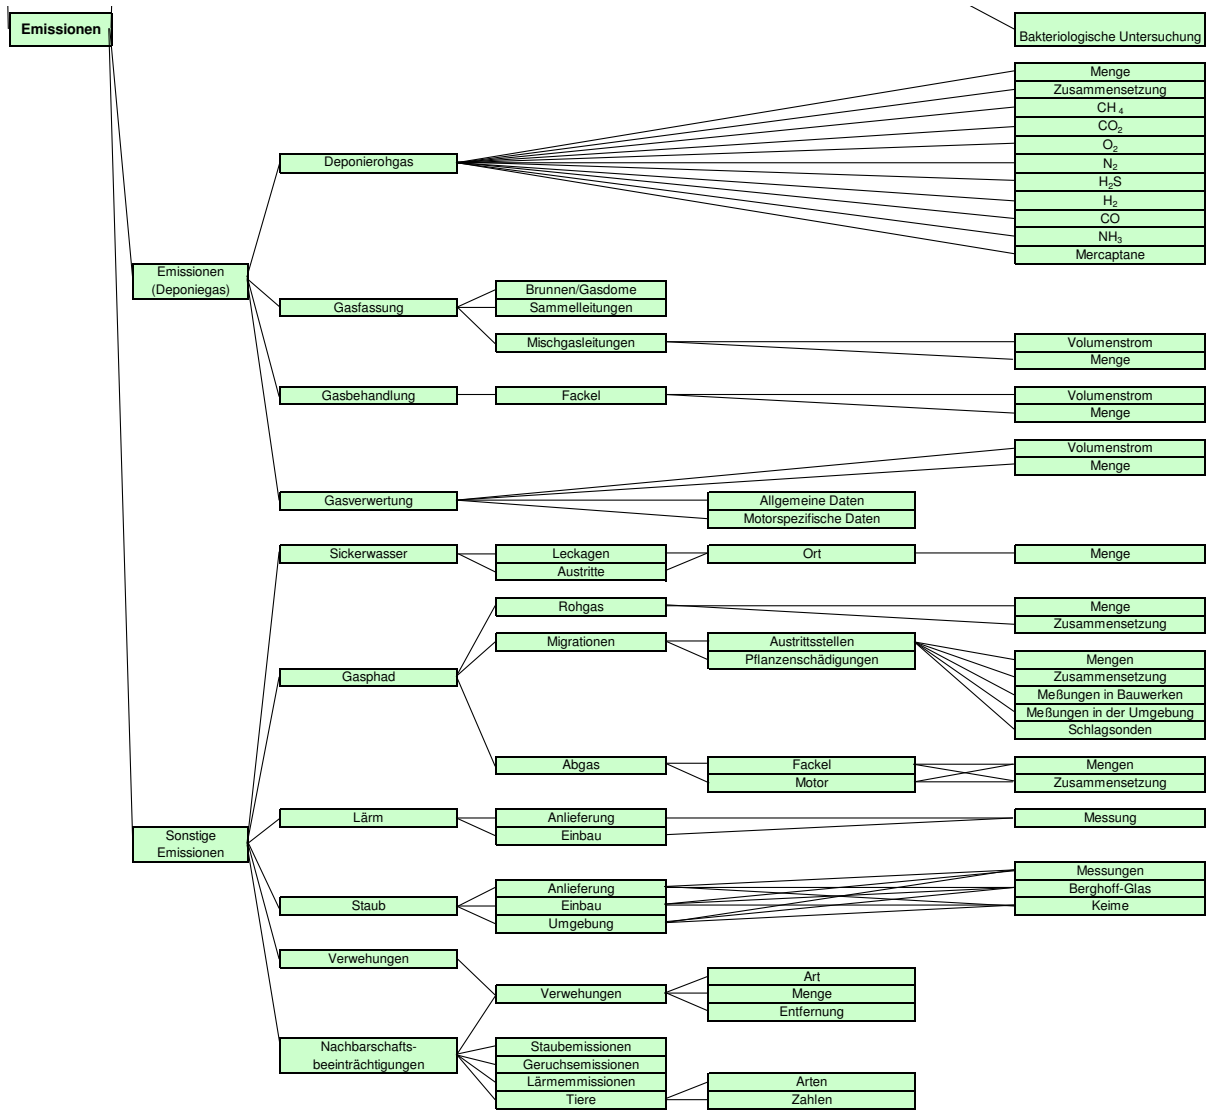 Emissionen
Bakteriologische Untersuchung
Menge
Zusammensetzung
CH₄
CO₂
Deponierohgas
O₂
N₂
H₂S
H₂
CO
NH₃
Mercaptane
Emissionen
(Deponiegas)
Gasfassung
Brunnen/Gasdome
Sammelleitungen
Mischgasleitungen
Volumenstrom
Menge
Gasbehandlung
Fackel
Volumenstrom
Menge
Volumenstrom
Menge
Gasverwertung
Allgemeine Daten
Motorspezifische Daten
Sickerwasser
Leckagen
Austritte
Ort
Menge
Rohgas
Menge
Zusammensetzung
Migrationen
Austrittsstellen
Pflanzenschädigungen
Gasphad
Mengen
Zusammensetzung
Meßungen in Bauwerken
Meßungen in der Umgebung
Schlagsonden
Abgas
Fackel
Motor
Mengen
Zusammensetzung
Sonstige
Emissionen
Lärm
Anlieferung
Einbau
Messung
Staub
Anlieferung
Einbau
Umgebung
Messungen
Berghoff-Glas
Keime
Verwehungen
Verwehungen
Art
Menge
Entfernung
Nachbarschafts-
beeinträchtigungen
Staubemissionen
Geruchsemissionen
Lärmemmissionen
Tiere
Arten
Zahlen